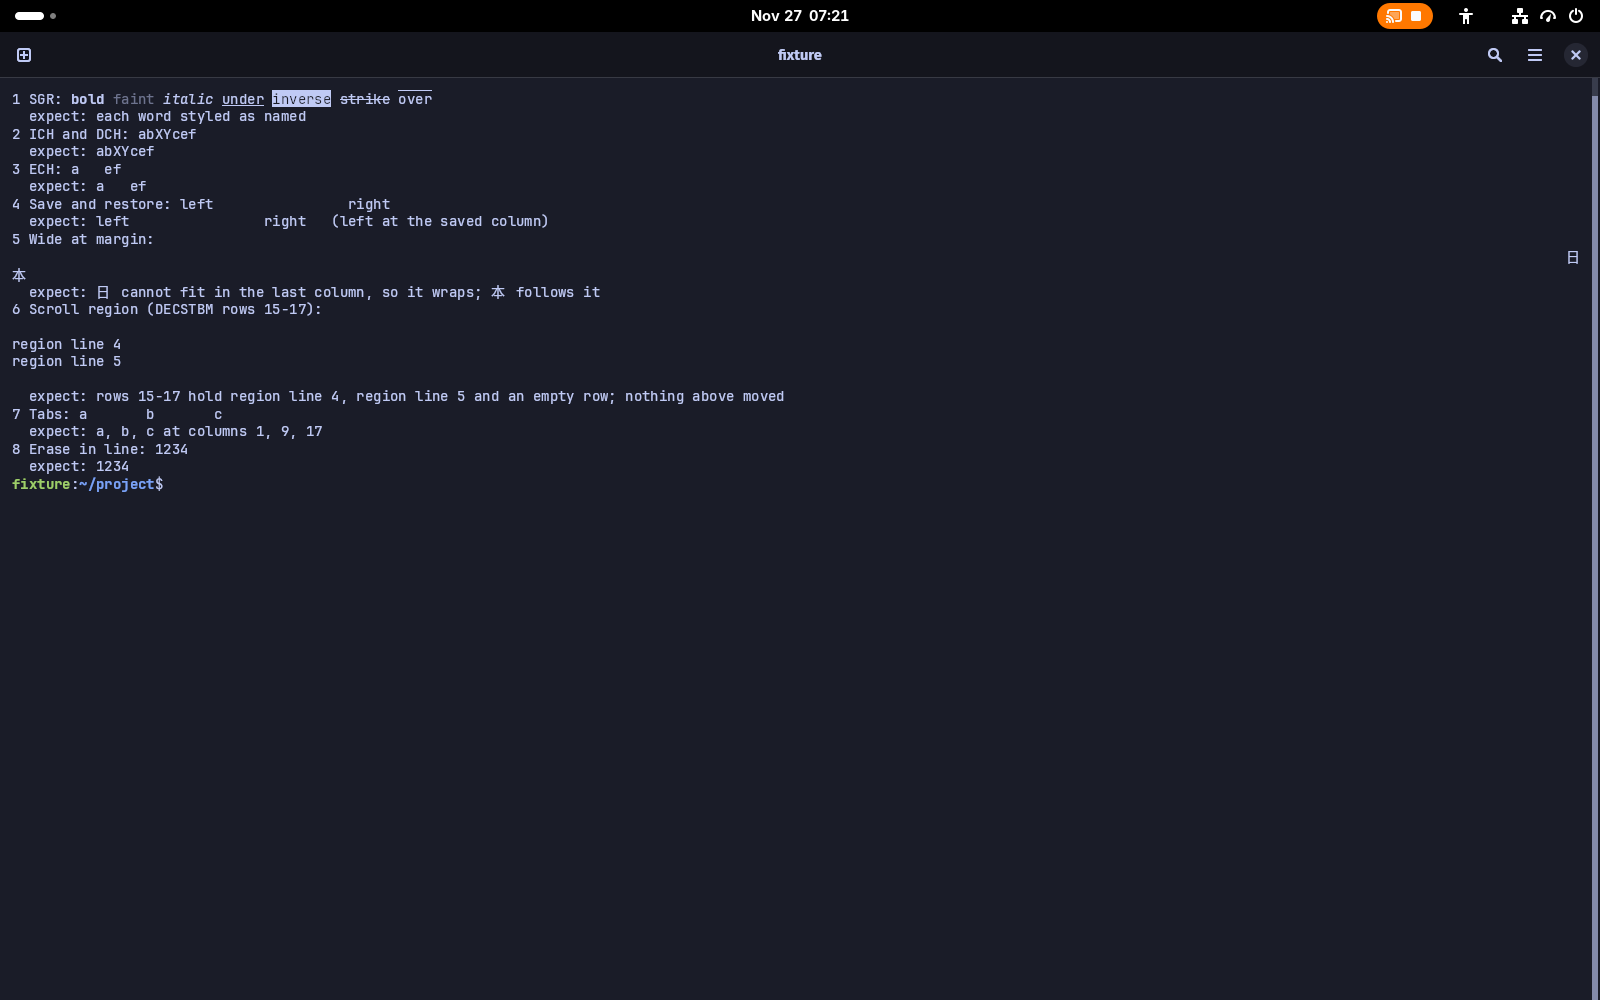 Nov 27 07:21
fixture
1 SGR: bold faint italic under inverse strike over
  expect: each word styled as named
2 ICH and DCH: abXYcef
  expect: abXYcef
3 ECH: a   ef
  expect: a   ef
4 Save and restore: left                right
  expect: left                right   (left at the saved column)
5 Wide at margin:
日
本
  expect: 日 cannot fit in the last column, so it wraps; 本 follows it
6 Scroll region (DECSTBM rows 15-17):
region line 4
region line 5
  expect: rows 15-17 hold region line 4, region line 5 and an empty row; nothing above moved
7 Tabs: a       b       c
  expect: a, b, c at columns 1, 9, 17
8 Erase in line: 1234
  expect: 1234
fixture:~/project$